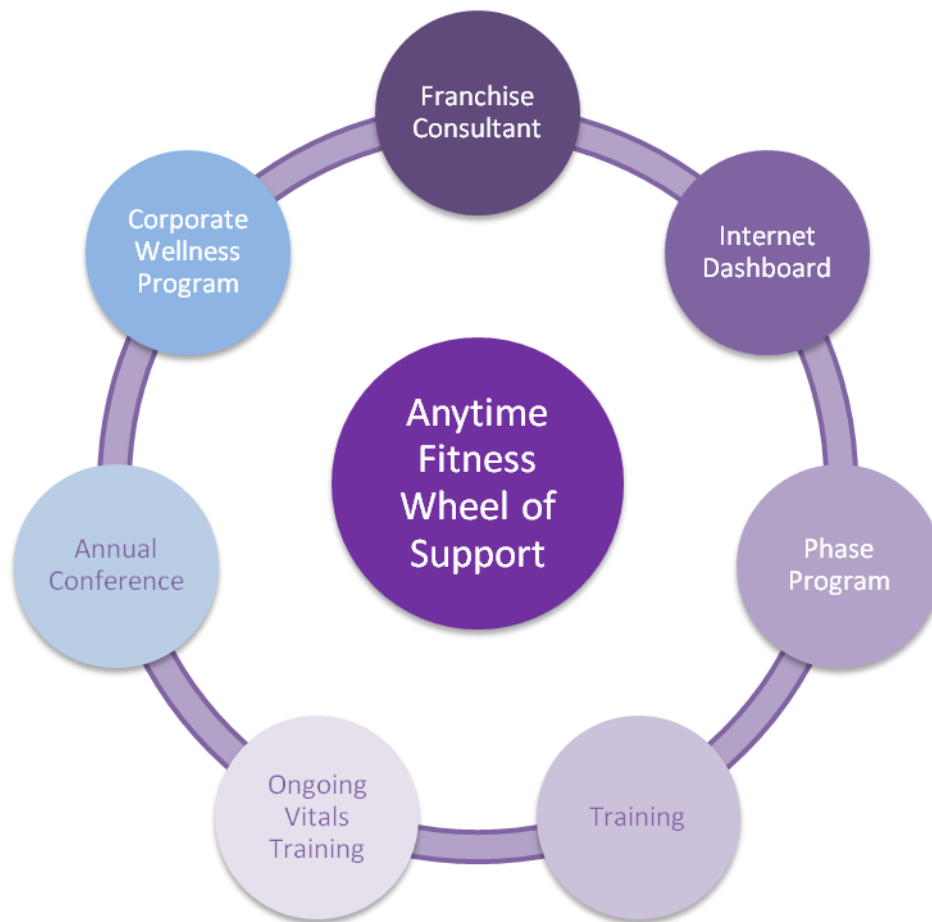 Franchise
Consultant
Internet
Dashboard
Phase
Program
Training
Ongoing
Vitals
Training
Annual
Conference
Corporate
Wellness
Program
Anytime
Fitness
Wheel of
Support